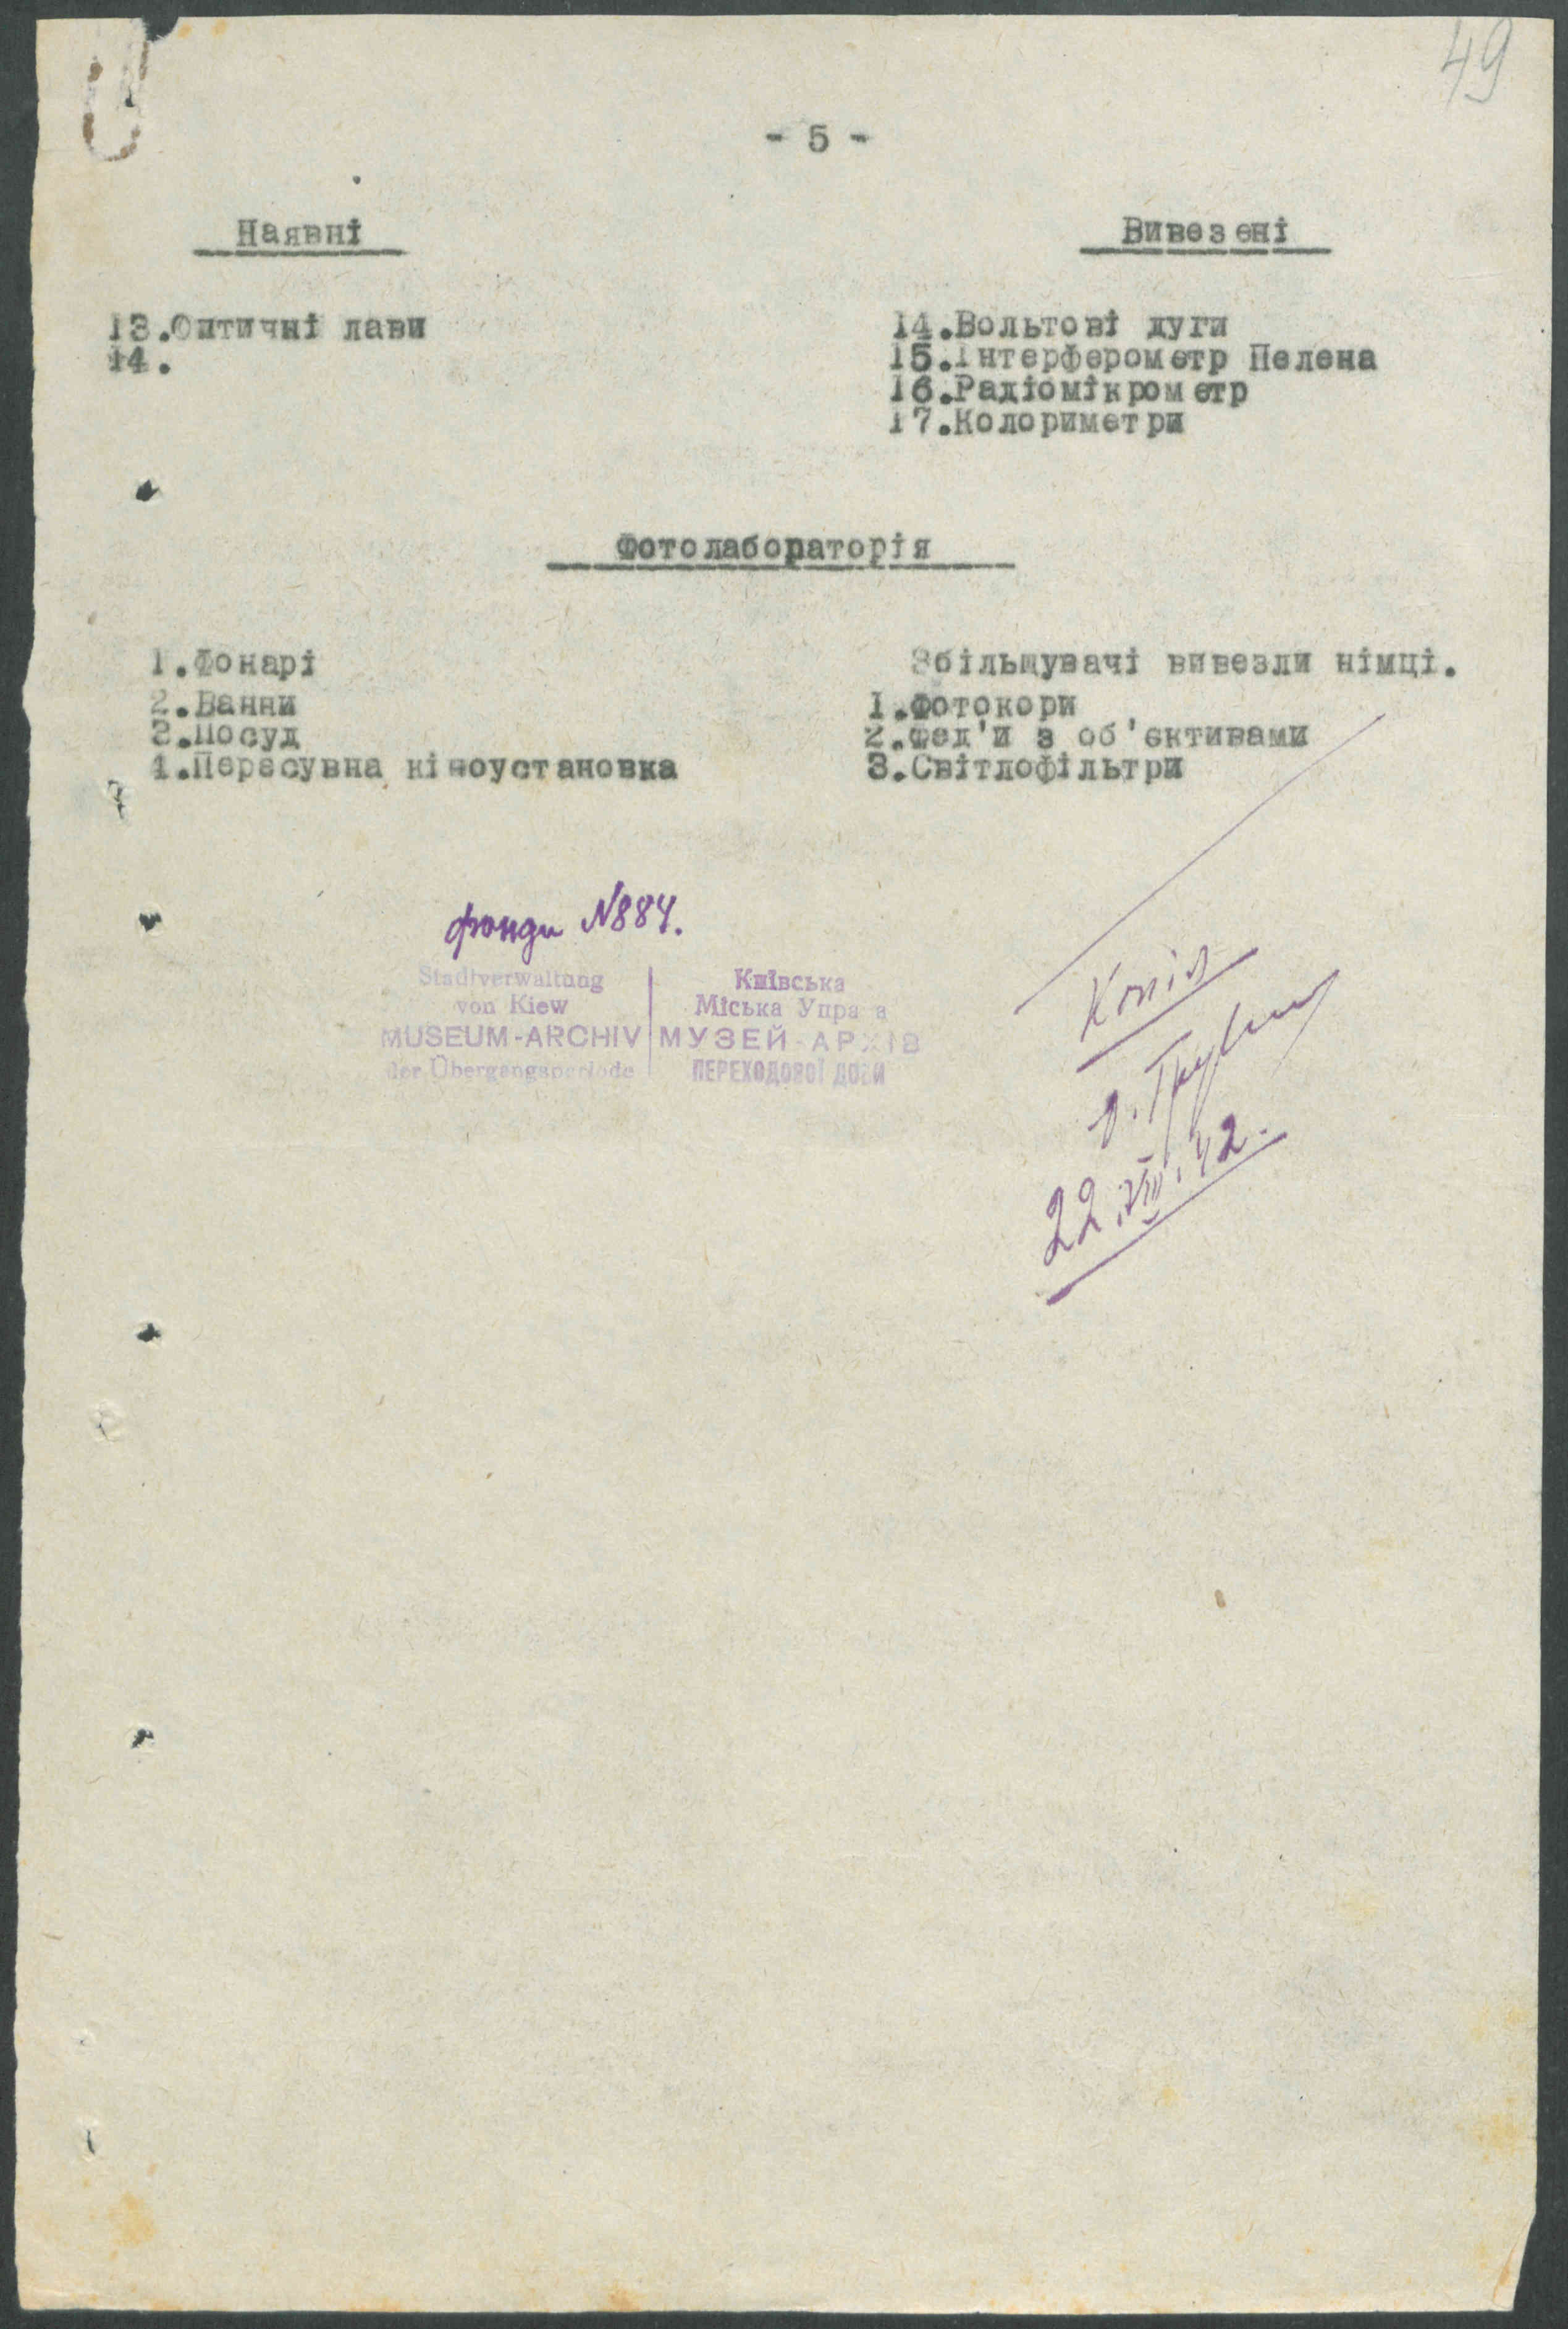 49
- 5 -
Наявні
Вивезені
13.Оптичні лави
14.
14.Вольтові дуги
15.Інтерферометр Пелена
16.Радіомікрометр
17.Колориметри
Фотолабораторія
1.Фонарі
2.Ванни
3.Посуд
4.Пересувна кіноустановка
Збільшувачі вивезли німці.
1.Фотокори
2.Фед'и з об'єктивами
3.Світлофільтри
фонди №884.
Stadtverwaltung
von Kiew
MUSEUM-ARCHIV
der Übergangsperiode
Київська
Міська Управа
МУЗЕЙ-АРХІВ
ПЕРЕХОДОВОЇ ДОБИ
Копія
22.VIII.42.